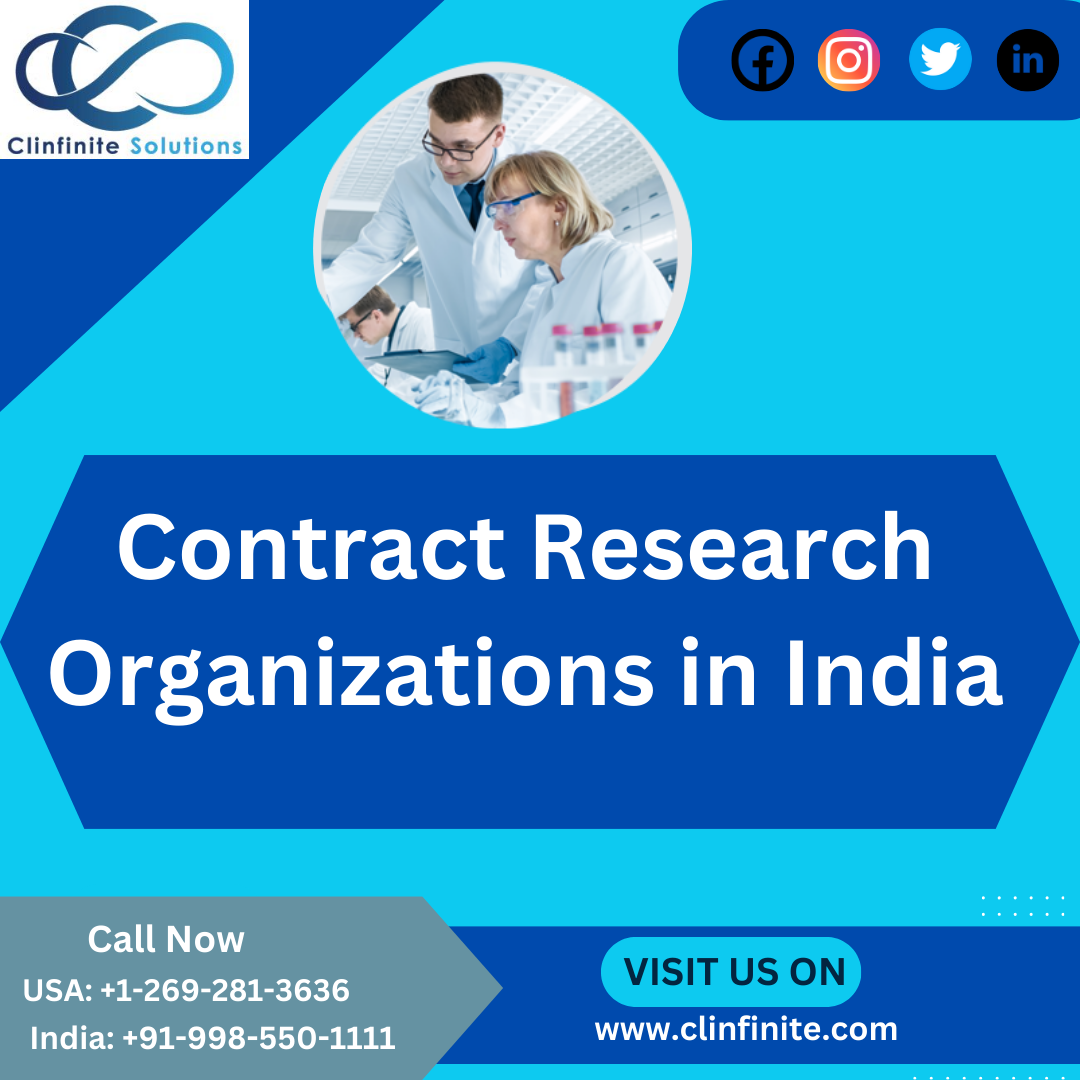 Clinfinite Solutions
Contract Research
Organizations in India
Call Now
USA: +1-269-281-3636
India: +91-998-550-1111
VISIT US ON
www.clinfinite.com